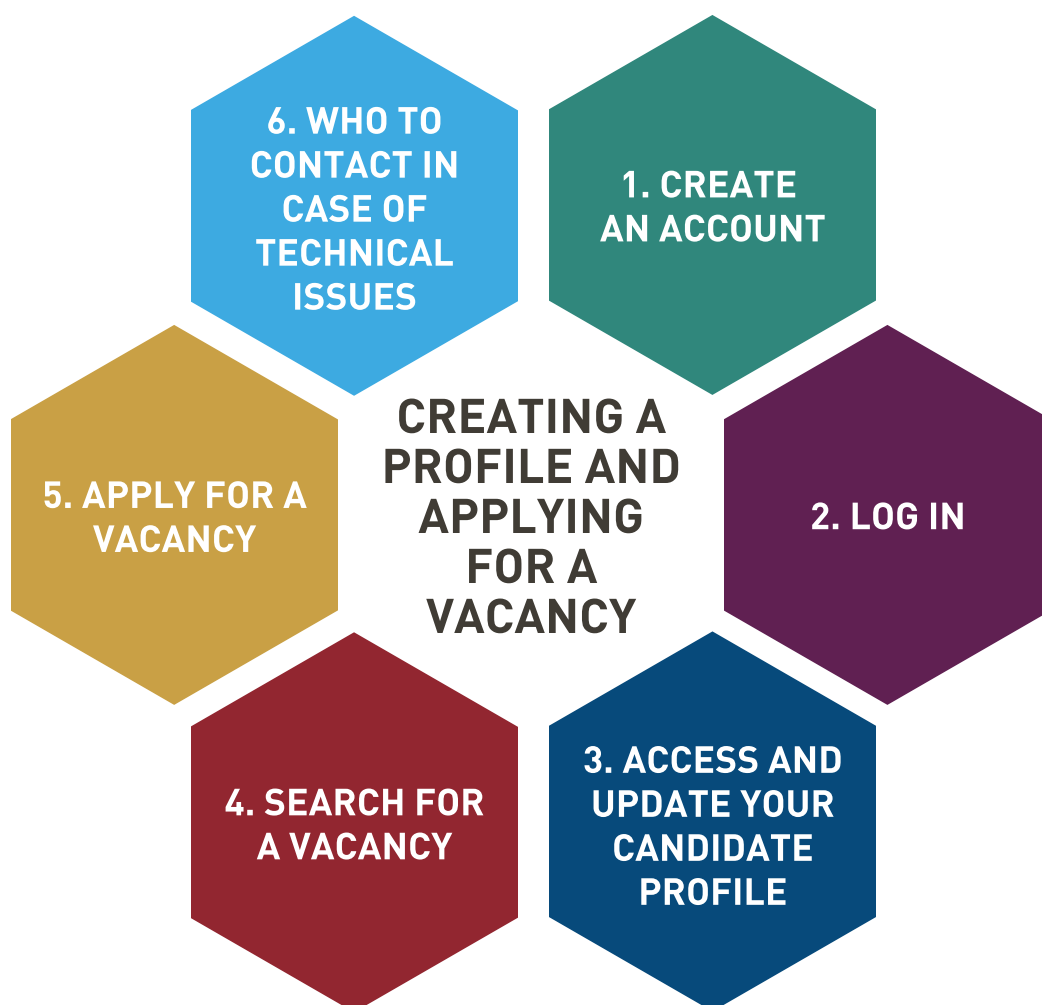 CREATING A
PROFILE AND
APPLYING
FOR A
VACANCY
1. CREATE
AN ACCOUNT
2. LOG IN
3. ACCESS AND
UPDATE YOUR
CANDIDATE
PROFILE
4. SEARCH FOR
A VACANCY
5. APPLY FOR A
VACANCY
6. WHO TO
CONTACT IN
CASE OF
TECHNICAL
ISSUES